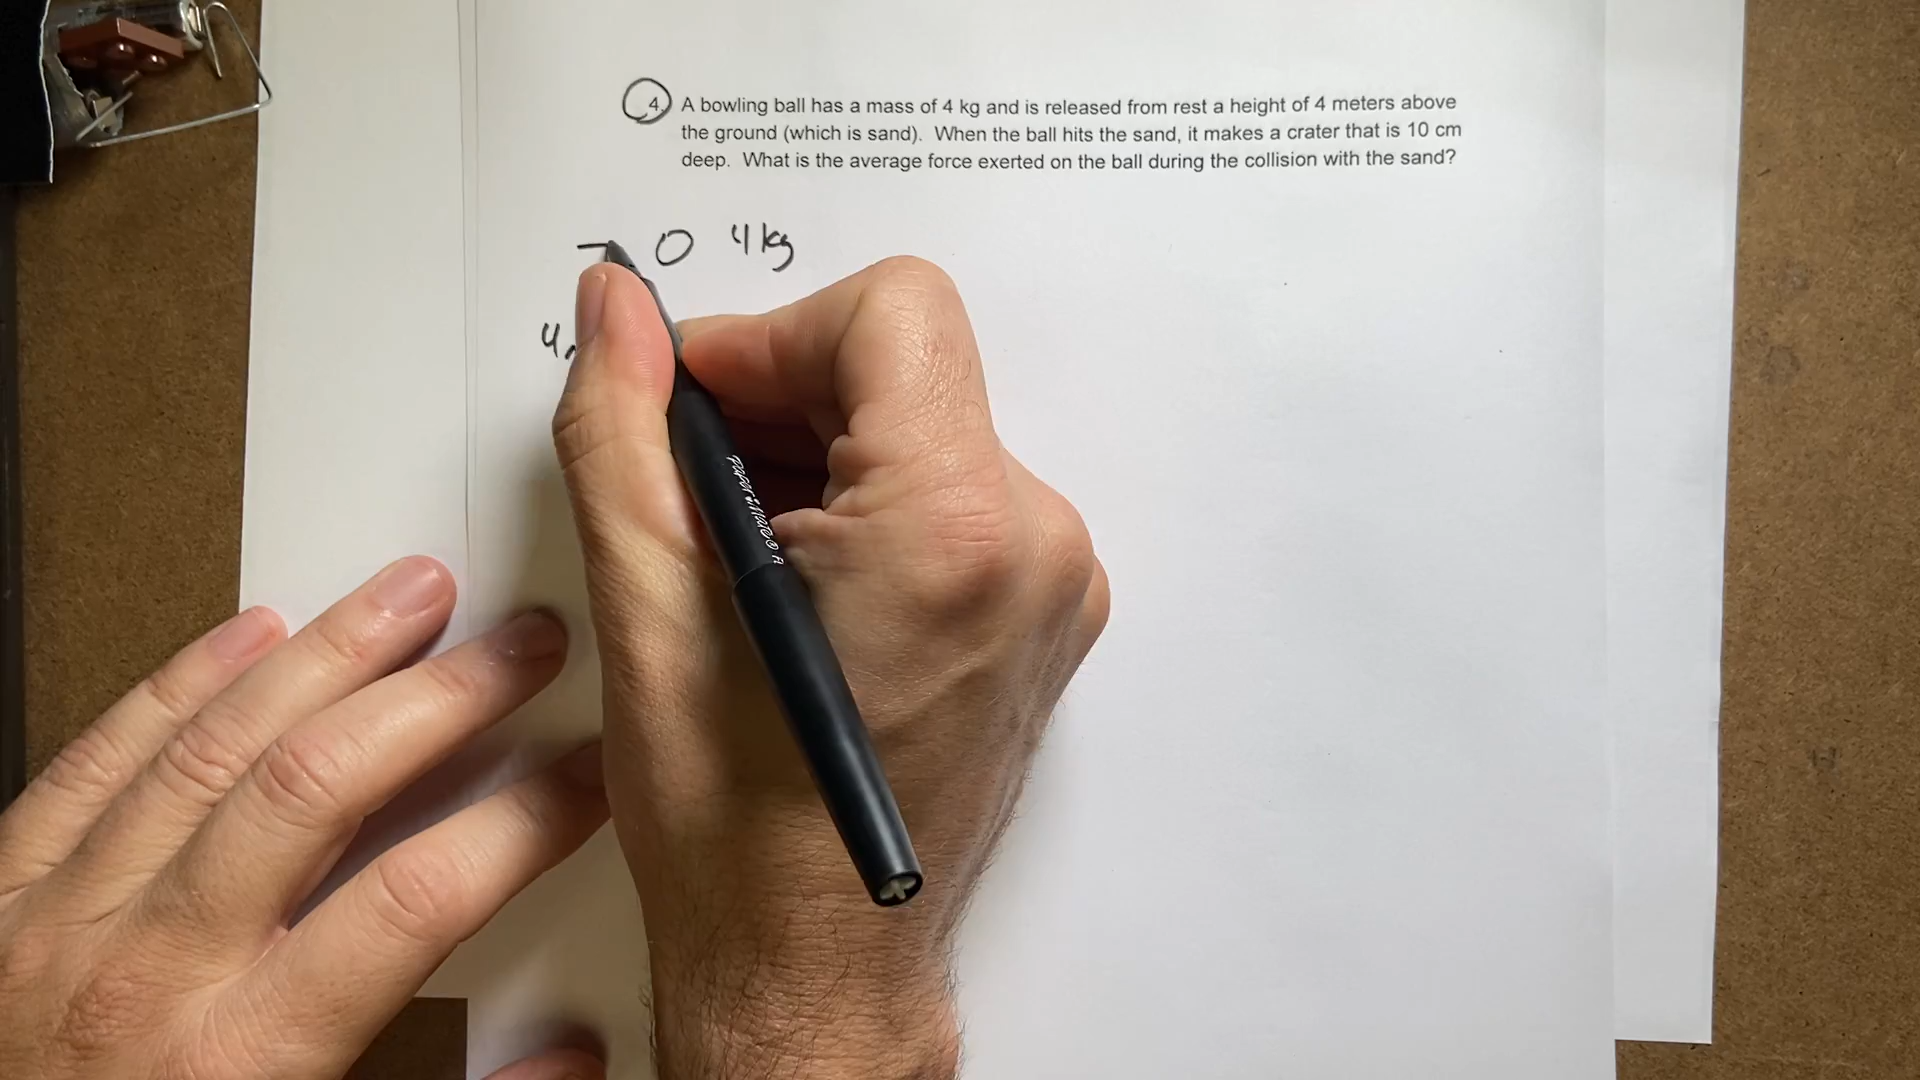 4. A bowling ball has a mass of 4 kg and is released from rest a height of 4 meters above
the ground (which is sand). When the ball hits the sand, it makes a crater that is 10 cm
deep. What is the average force exerted on the ball during the collision with the sand?
4 kg
4